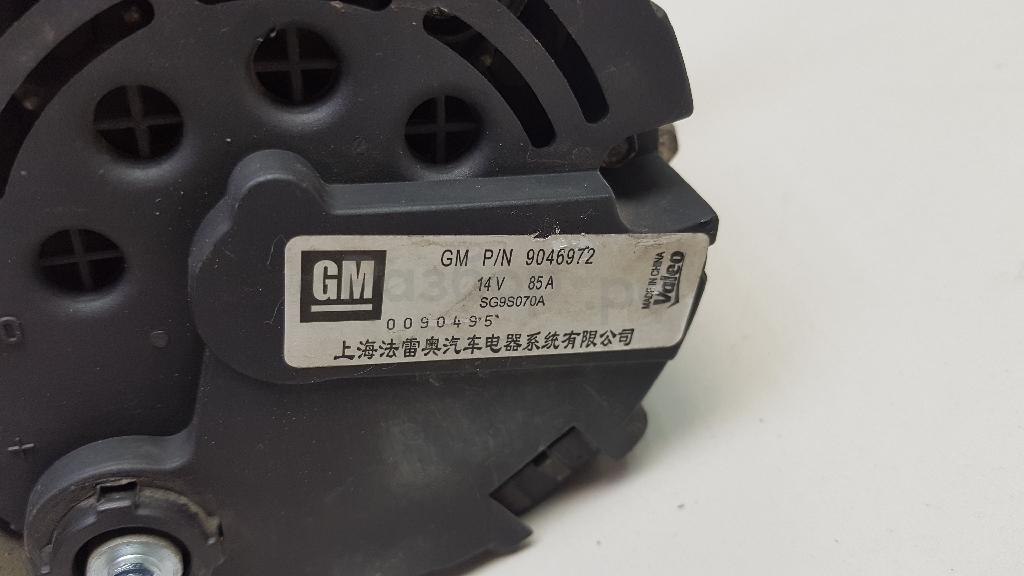 GM
GM P/N 9046972
14V 85A
SG9S070A
0090495
上海法雷奥汽车电器系统有限公司
MADE IN CHINA
Valeo
+